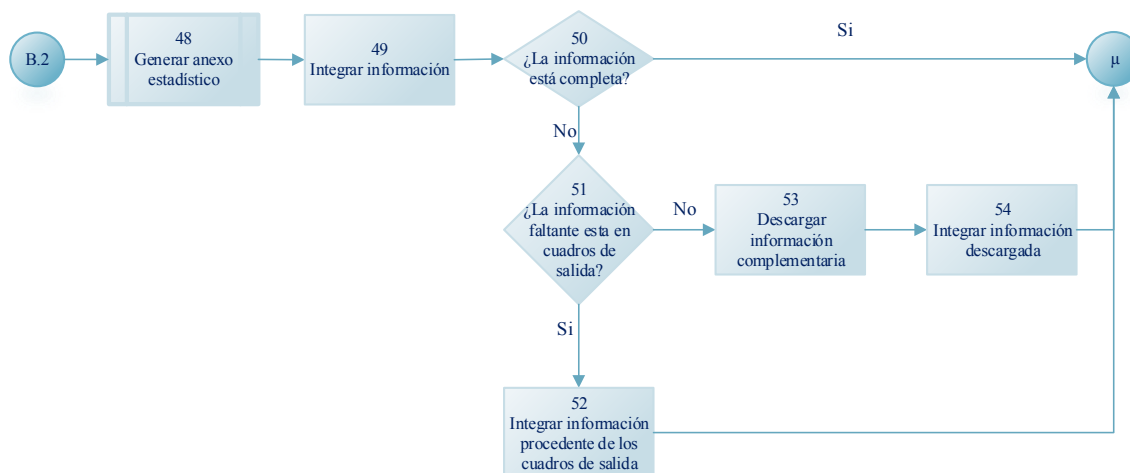 B.2
48
Generar anexo
estadístico
49
Integrar información
50
¿La información
está completa?
Si
µ
No
51
¿La información
faltante esta en
cuadros de
salida?
No
53
Descargar
información
complementaria
54
Integrar información
descargada
Si
52
Integrar información
procedente de los
cuadros de salida